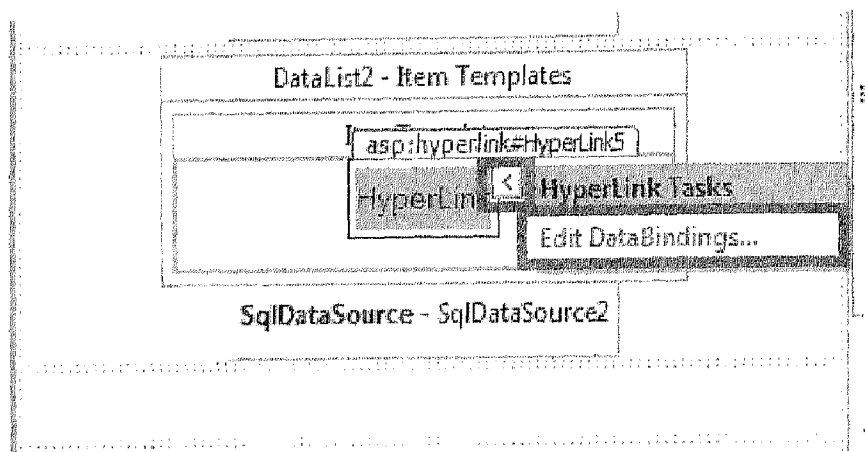 DataList2 - Item Templates
asp:hyperlink#HyperLink5
HyperLin
<
HyperLink Tasks
Edit DataBindings...
SqlDataSource - SqlDataSource2